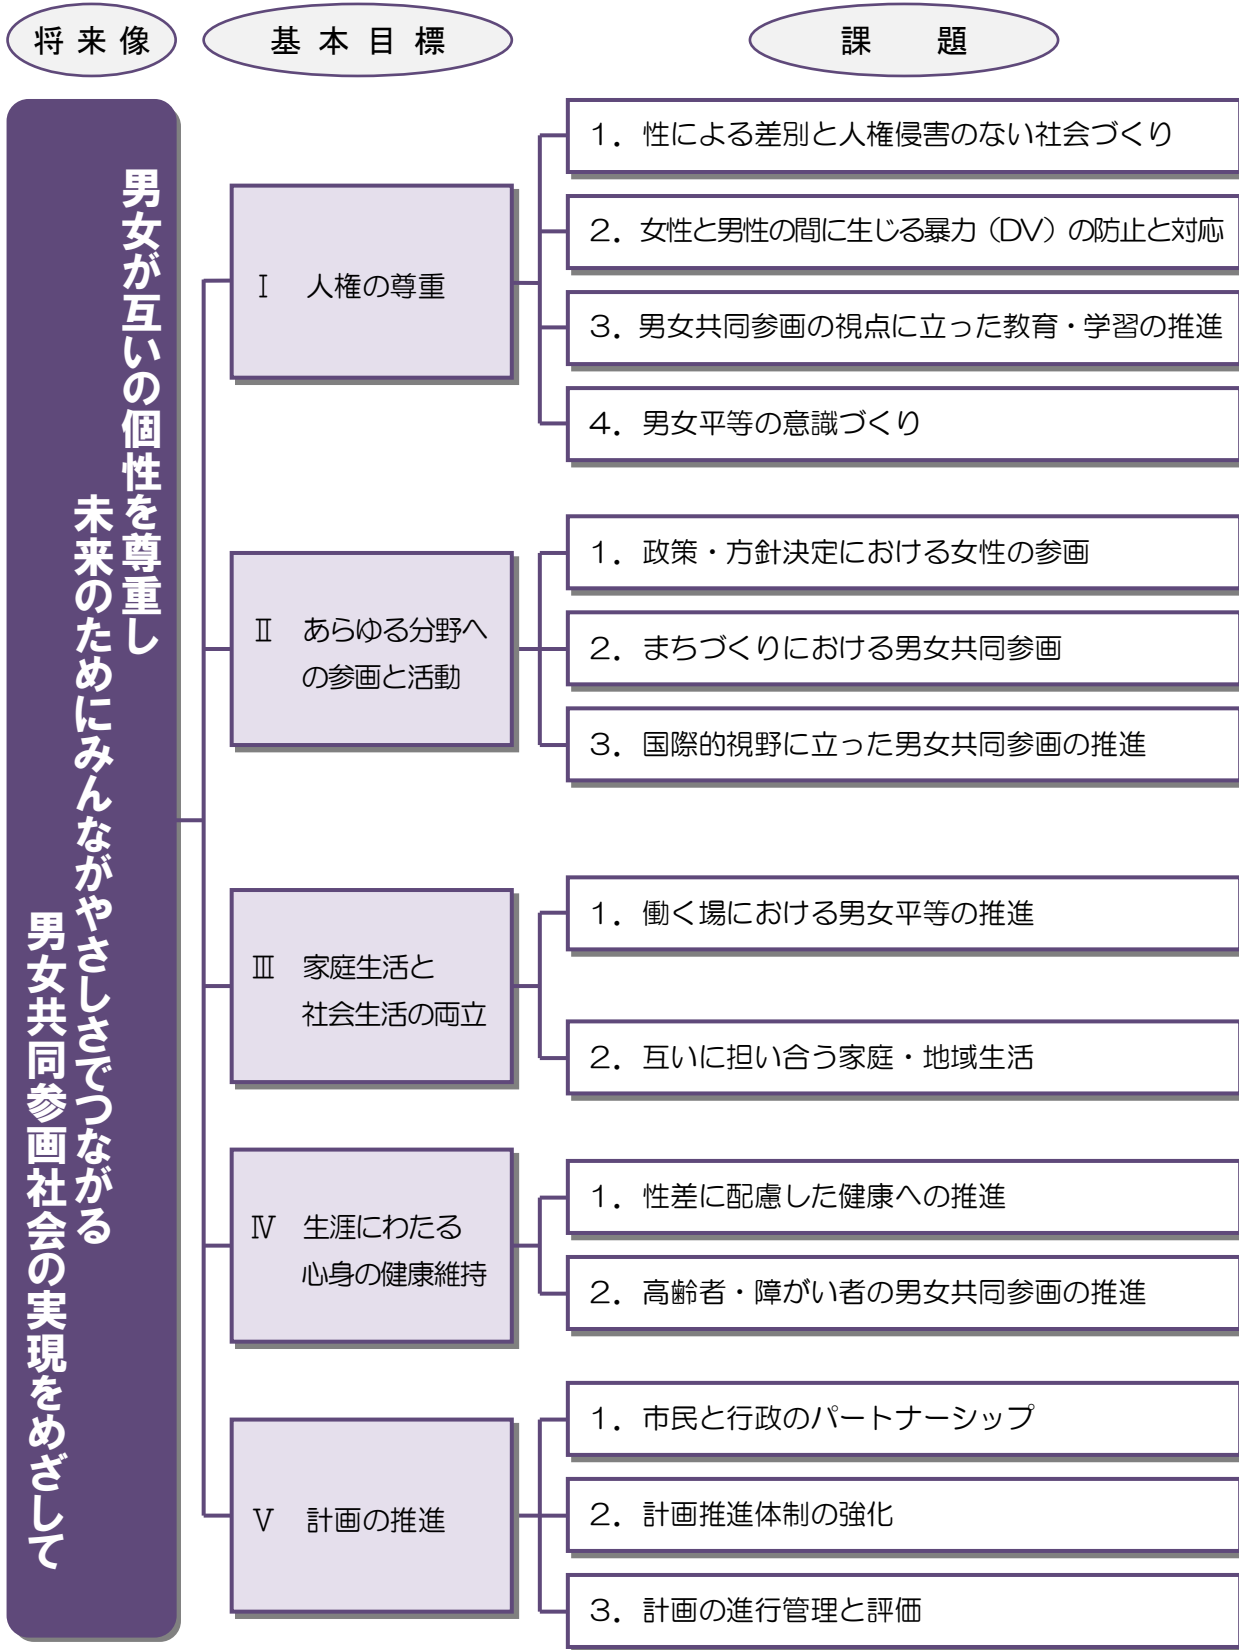 将来像
基本目標
課題
男女が互いの個性を尊重し
未来のためにみんながやさしさでつながる
男女共同参画社会の実現をめざして
Ⅰ 人権の尊重
1．性による差別と人権侵害のない社会づくり
2．女性と男性の間に生じる暴力（DV）の防止と対応
3．男女共同参画の視点に立った教育・学習の推進
4．男女平等の意識づくり
Ⅱ あらゆる分野へ
の参画と活動
1．政策・方針決定における女性の参画
2．まちづくりにおける男女共同参画
3．国際的視野に立った男女共同参画の推進
Ⅲ 家庭生活と
社会生活の両立
1．働く場における男女平等の推進
2．互いに担い合う家庭・地域生活
Ⅳ 生涯にわたる
心身の健康維持
1．性差に配慮した健康への推進
2．高齢者・障がい者の男女共同参画の推進
Ⅴ 計画の推進
1．市民と行政のパートナーシップ
2．計画推進体制の強化
3．計画の進行管理と評価